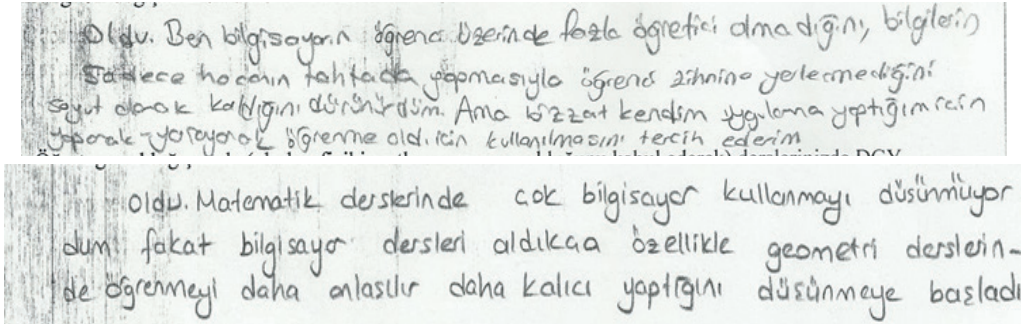 Oldu. Ben bilgisayarın öğrenci üzerinde fazla öğretici olmadığını, bilgilerin
sadece hocanın tahtada yapmasıyla öğrenci zihnine yerleşmediğini
soyut olarak kaldığını düşünürdüm. Ama bizzat kendim uygulama yaptığım için
yaparak-yaşayarak öğrenme old. için kullanılmasını tercih ederim
Oldu. Matematik derslerinde çok bilgisayar kullanmayı düşünmüyor
dum fakat bilgisayar dersleri aldıkça özellikle geometri derslerin-
de öğrenmeyi daha anlaşılır daha kalıcı yaptığını düşünmeye başladı